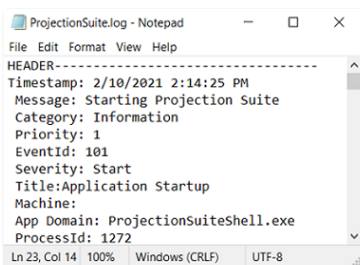 ProjectionSuite.log - Notepad
File Edit Format View Help
HEADER----------------------------------
Timestamp: 2/10/2021 2:14:25 PM
Message: Starting Projection Suite
Category: Information
Priority: 1
EventId: 101
Severity: Start
Title:Application Startup
Machine:
App Domain: ProjectionSuiteShell.exe
ProcessId: 1272
Ln 23, Col 14 100% Windows (CRLF) UTF-8